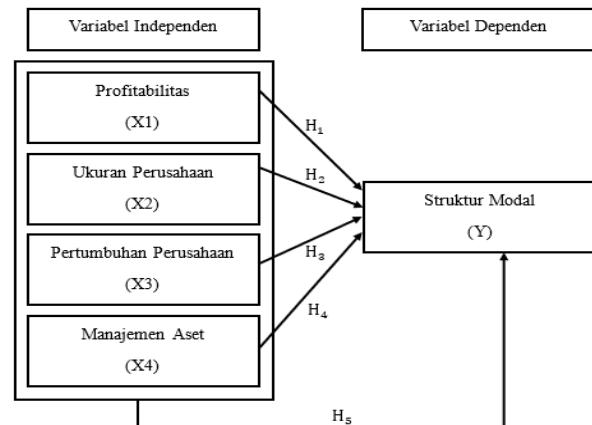 Variabel Independen
Variabel Dependen
Profitabilitas
(X1)
Ukuran Perusahaan
(X2)
Pertumbuhan Perusahaan
(X3)
Manajemen Aset
(X4)
H₁
H₂
H₃
H₄
Struktur Modal
(Y)
H₅